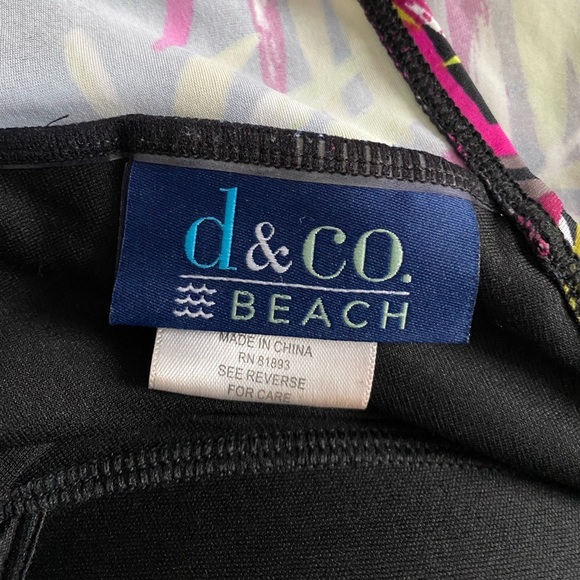 d&co.
BEACH
MADE IN CHINA
RN 81893
SEE REVERSE
FOR CARE